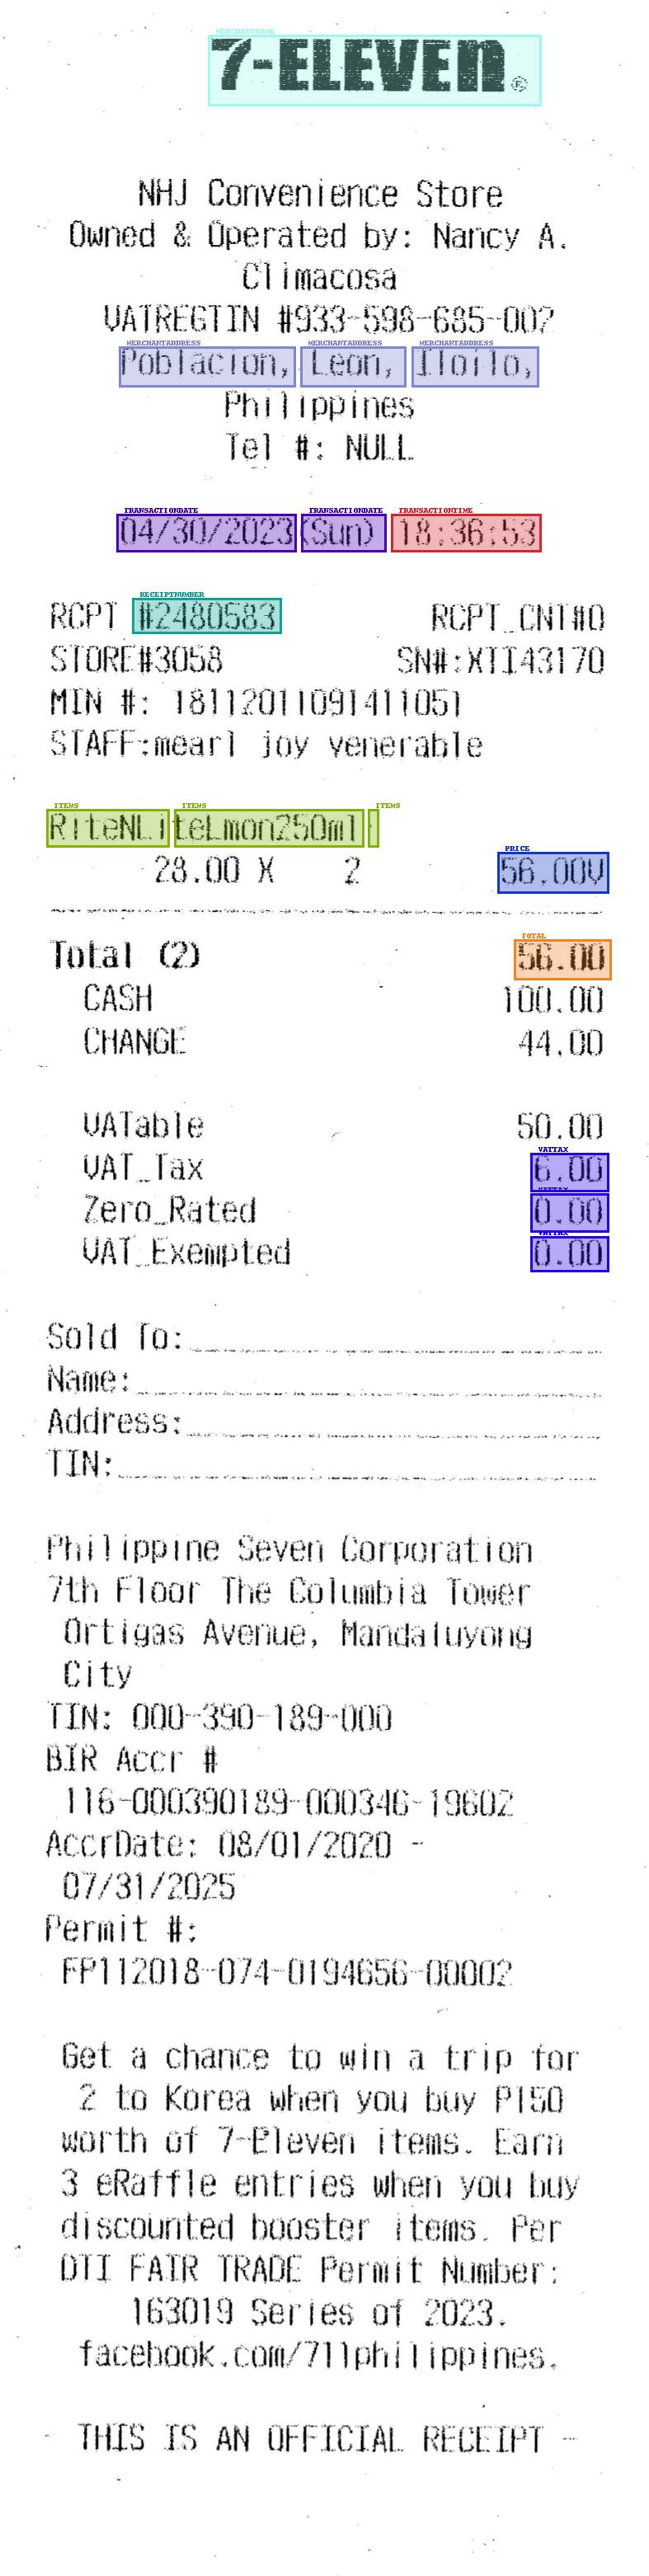 MERCHANTNAME
7-ELEVEN®
NHJ Convenience Store
Owned & Operated by: Nancy A.
Climacosa
VATREGTIN #933-598-685-002
MERCHANTADDRESS MERCHANTADDRESS MERCHANTADDRESS
Poblacion, Leon, Iloilo,
Philippines
Tel #: NULL
TRANSACTIONDATE TRANSACTIONDATE TRANSACTIONTIME
04/30/2023(Sun) 18:36:53
RECEIPTNUMBER
RCPT #2480583 RCPT_CNT#0
STORE#3058 SN#:XTI43170
MIN #: 18112011091411051
STAFF:mearl joy venerable
ITEMS ITEMS ITEMS
RiteNLiteLmon250ml
PRICE
28.00 X 2 56.00V
TOTAL
Total (2) 56.00
CASH 100.00
CHANGE 44.00
VATable 50.00
VATTAX
VAT_Tax 6.00
VATTAX
Zero_Rated 0.00
VATTAX
VAT_Exempted 0.00
Sold To:
Name:
Address:
TIN:
Philippine Seven Corporation
7th Floor The Columbia Tower
Ortigas Avenue, Mandaluyong
City
TIN: 000-390-189-000
BIR Accr #
116-000390189-000346-19602
AccrDate: 08/01/2020 -
07/31/2025
Permit #:
FP112018-074-0194656-00002
Get a chance to win a trip for
2 to Korea when you buy P150
worth of 7-Eleven items. Earn
3 eRaffle entries when you buy
discounted booster items. Per
DTI FAIR TRADE Permit Number:
163019 Series of 2023.
facebook.com/711philippines.
- THIS IS AN OFFICIAL RECEIPT -